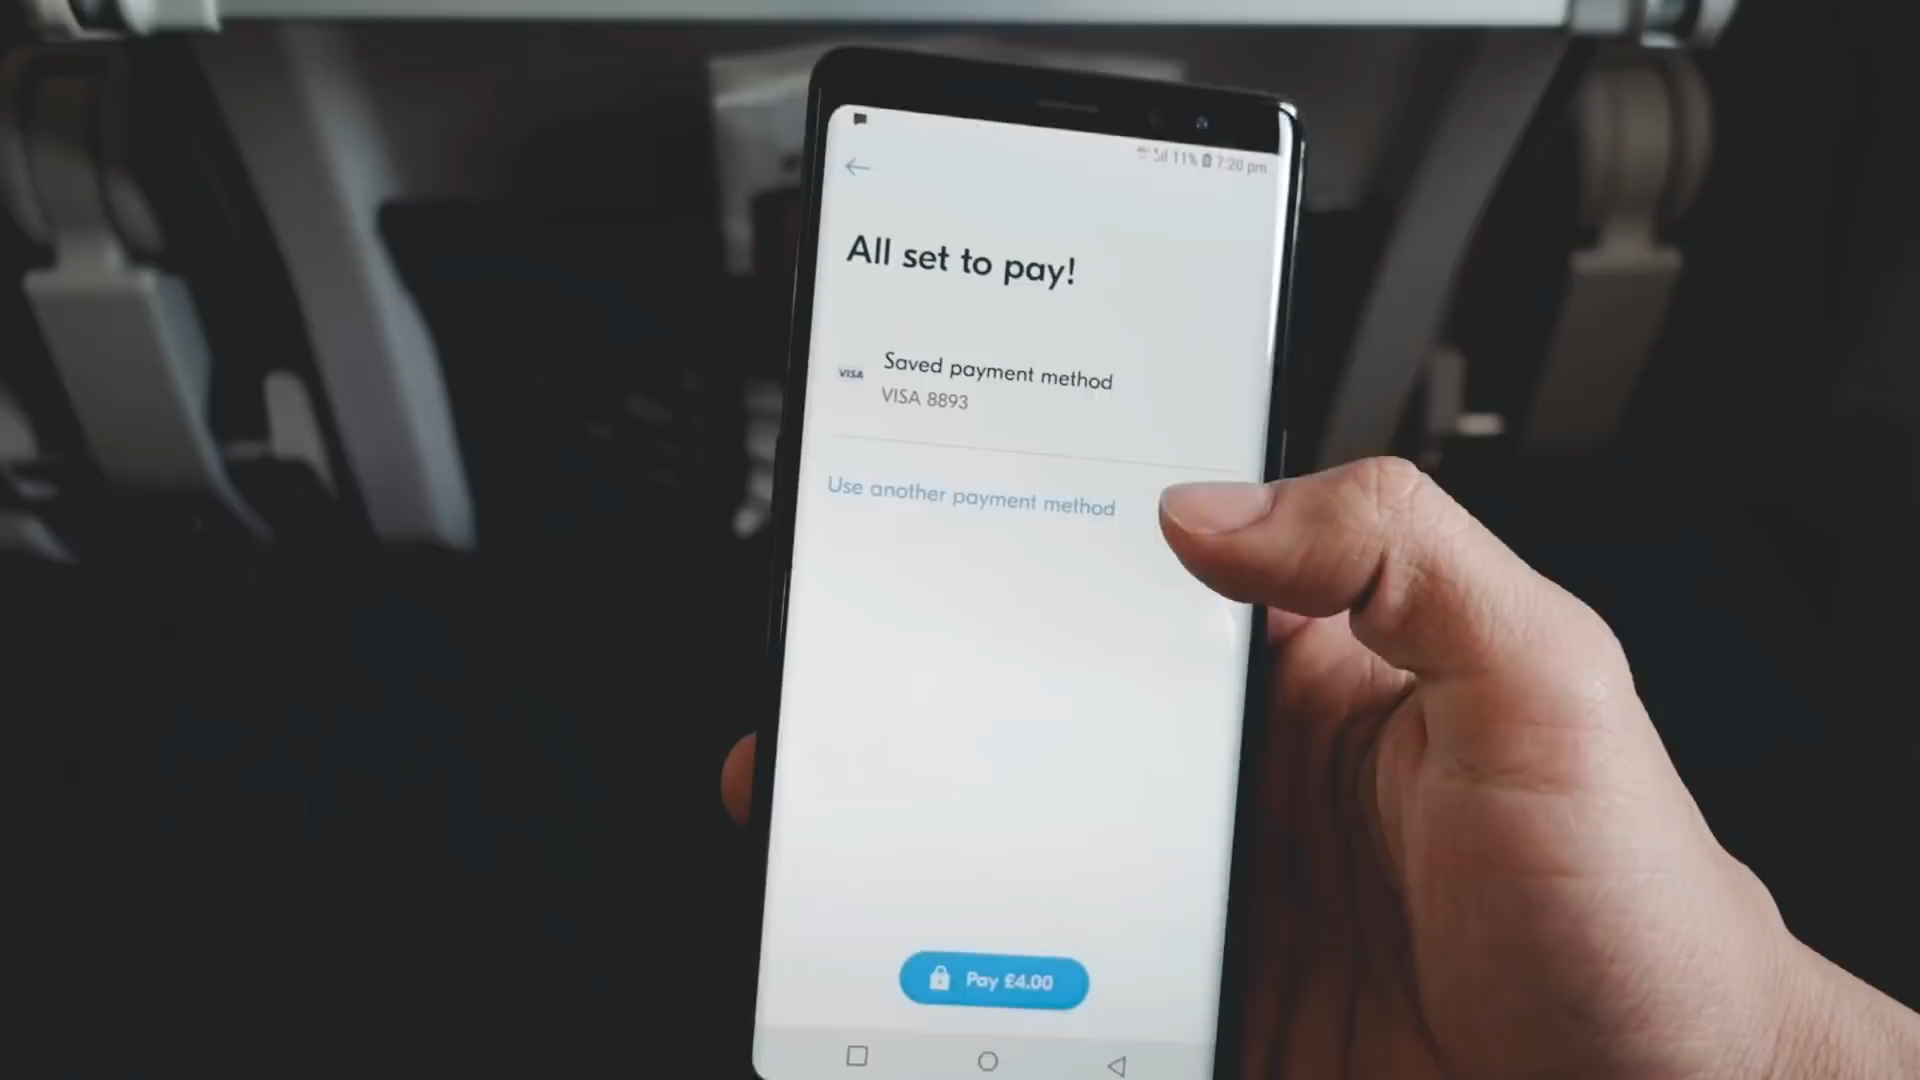 11% 7:20 pm
All set to pay!
Saved payment method
VISA
VISA 8893
Use another payment method
Pay £4.00